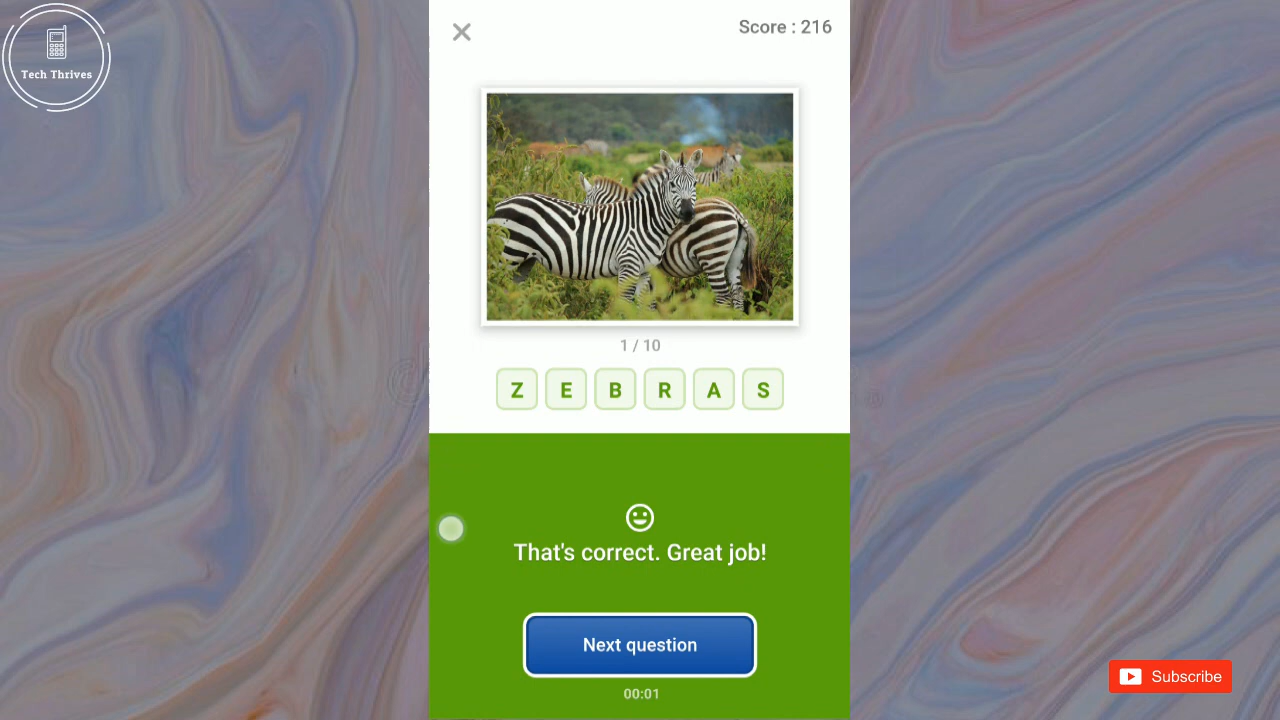 Tech Thrives
Score : 216
1 / 10
Z E B R A S
That's correct. Great job!
Next question
00:01
Subscribe